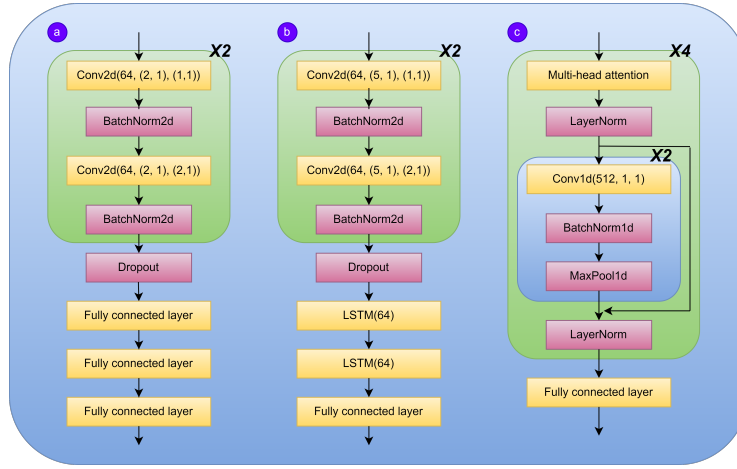 a
X2
Conv2d(64, (2, 1), (1,1))
BatchNorm2d
Conv2d(64, (2, 1), (2,1))
BatchNorm2d
Dropout
Fully connected layer
Fully connected layer
Fully connected layer
b
X2
Conv2d(64, (5, 1), (1,1))
BatchNorm2d
Conv2d(64, (5, 1), (2,1))
BatchNorm2d
Dropout
LSTM(64)
LSTM(64)
Fully connected layer
c
X4
Multi-head attention
LayerNorm
X2
Conv1d(512, 1, 1)
BatchNorm1d
MaxPool1d
LayerNorm
Fully connected layer